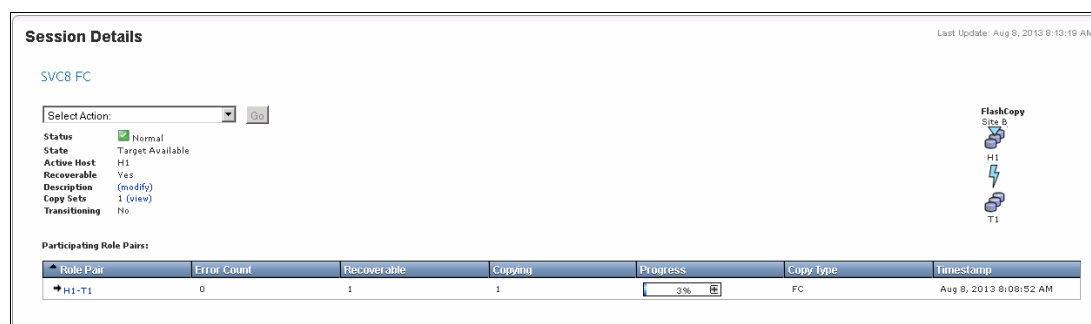 Session Details
Last Update: Aug 8, 2013 8:13:19 AM
SVC8 FC
Select Action: Go
Status Normal
State Target Available
Active Host H1
Recoverable Yes
Description (modify)
Copy Sets 1 (view)
Transitioning No
FlashCopy
Site B
H1
T1
Participating Role Pairs:
Role Pair Error Count Recoverable Copying Progress Copy Type Timestamp
H1-T1 0 1 1 3% FC Aug 8, 2013 8:08:52 AM